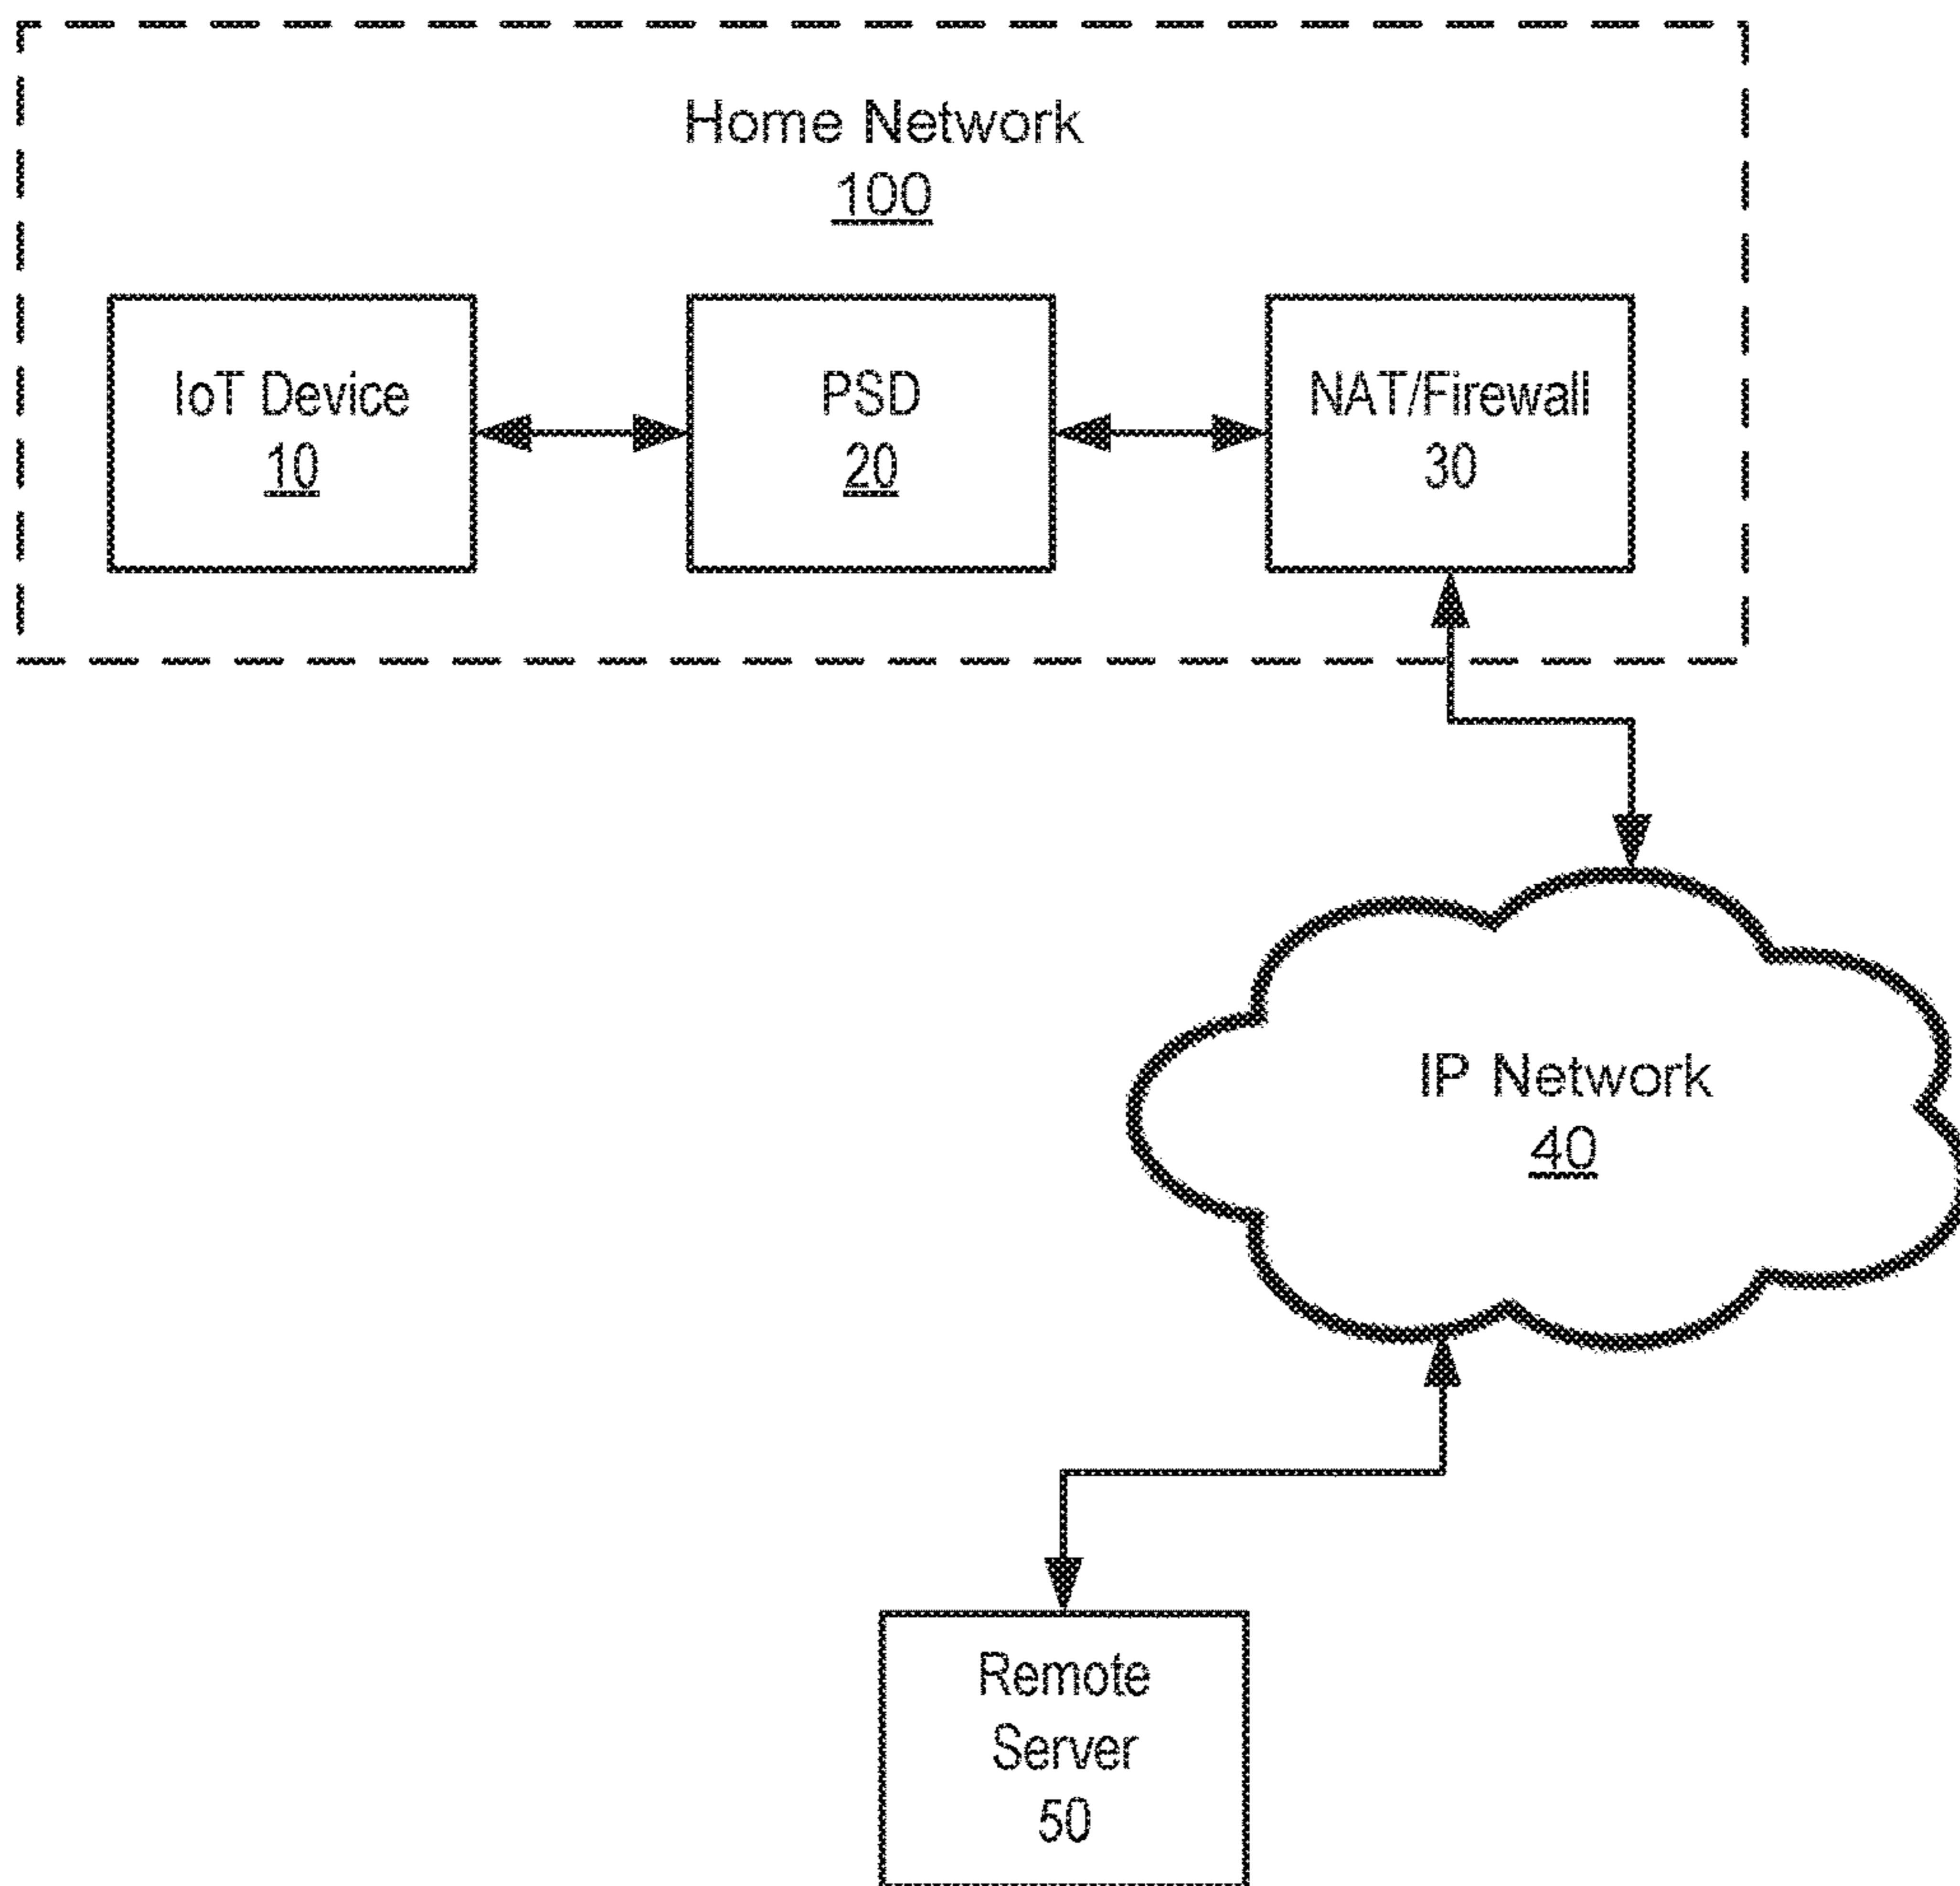 Home Network
100
IoT Device
10
PSD
20
NAT/Firewall
30
IP Network
40
Remote
Server
50